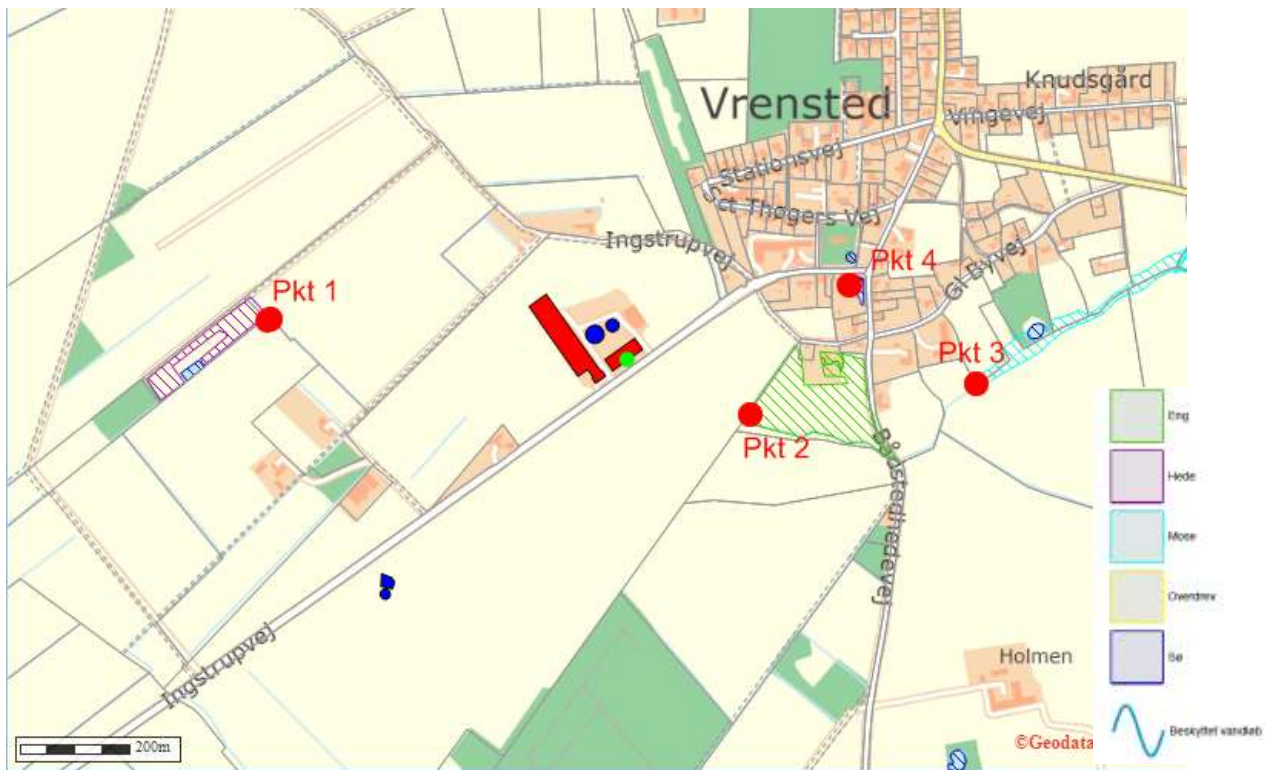 Knudsgård
Vrensted
Vingevej
Stationsvej
Sct Thøgers Vej
Ingstrupvej
Gl Byvej
Pkt 4
Pkt 1
Pkt 3
Pkt 2
Eng
Bådstedhedevej
Hede
Mose
Overdrev
Sø
Holmen
Ingstrupvej
Beskyttet vandløb
200m
©Geodata